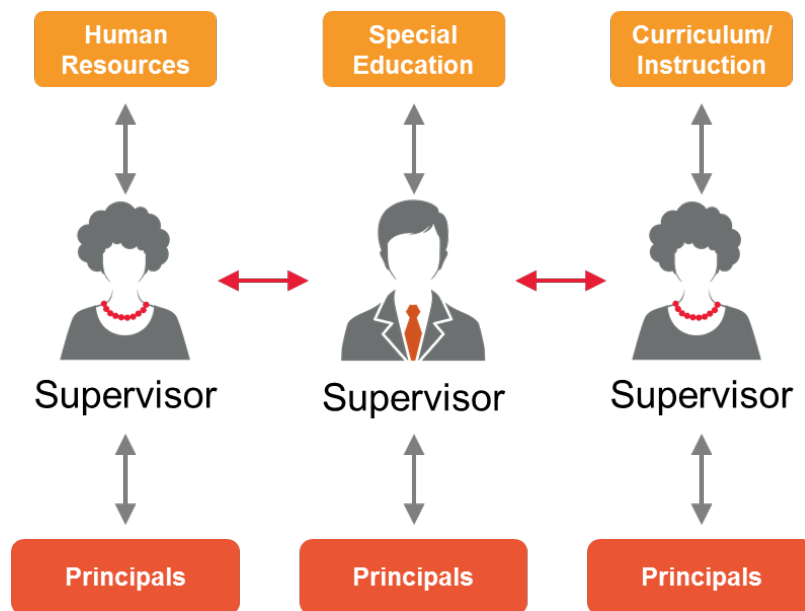 Human
Resources
Special
Education
Curriculum/
Instruction
Supervisor
Supervisor
Supervisor
Principals
Principals
Principals